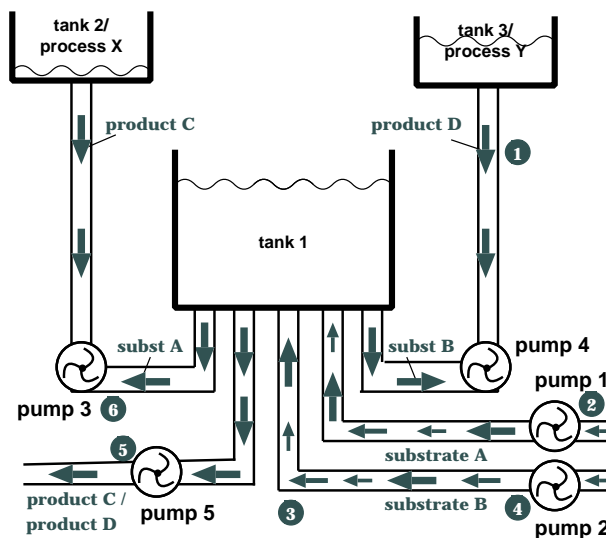 tank 2/
process X
tank 3/
process Y
product C
product D
1
tank 1
subst A
subst B
pump 4
pump 3
6
pump 1
2
5
substrate A
product C /
product D
pump 5
3
substrate B
4
pump 2